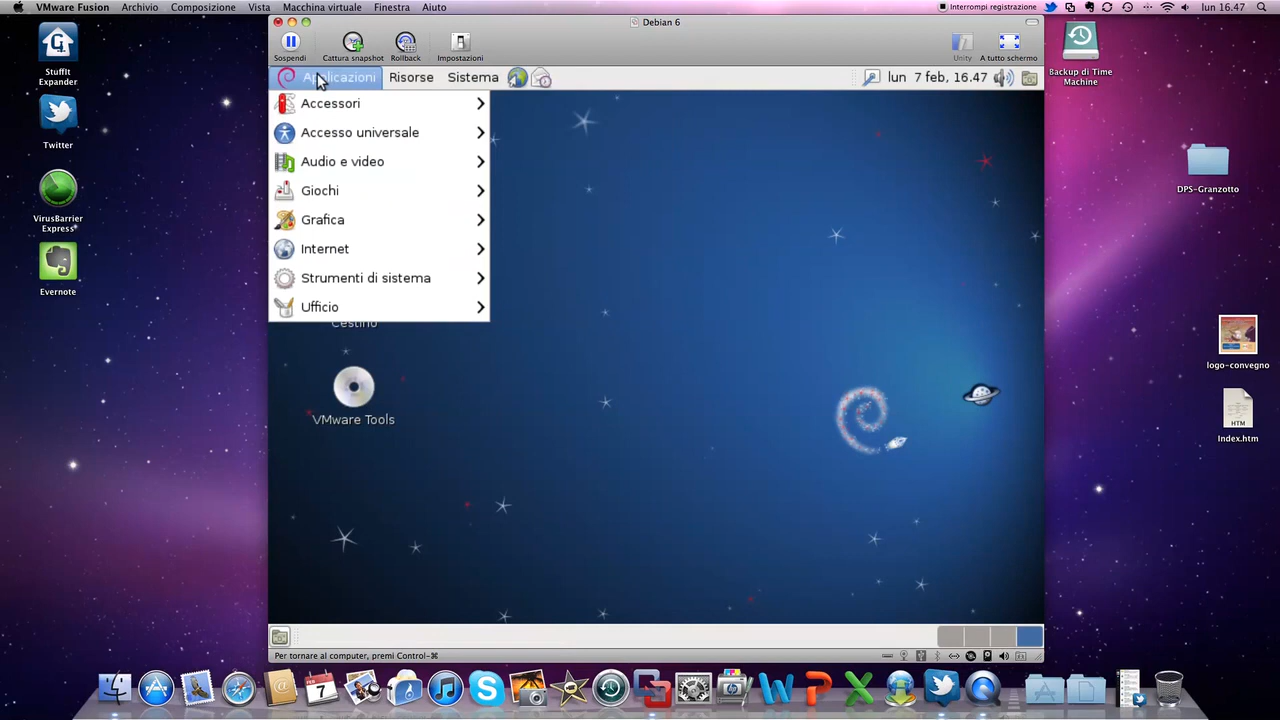 VMware Fusion Archivio Composizione Vista Macchina virtuale Finestra Aiuto Interrompi registrazione lun 16.47
Debian 6
Sospendi Cattura snapshot Rollback Impostazioni Unity A tutto schermo
Applicazioni Risorse Sistema lun 7 feb, 16.47
Accessori
Accesso universale
Audio e video
Giochi
Grafica
Internet
Strumenti di sistema
Ufficio
Cestino
VMware Tools
Per tornare al computer, premi Control-⌘
StuffIt
Expander
Twitter
VirusBarrier
Express
Evernote
Backup di Time
Machine
DPS-Granzotto
logo-convegno
HTM
Index.htm
7